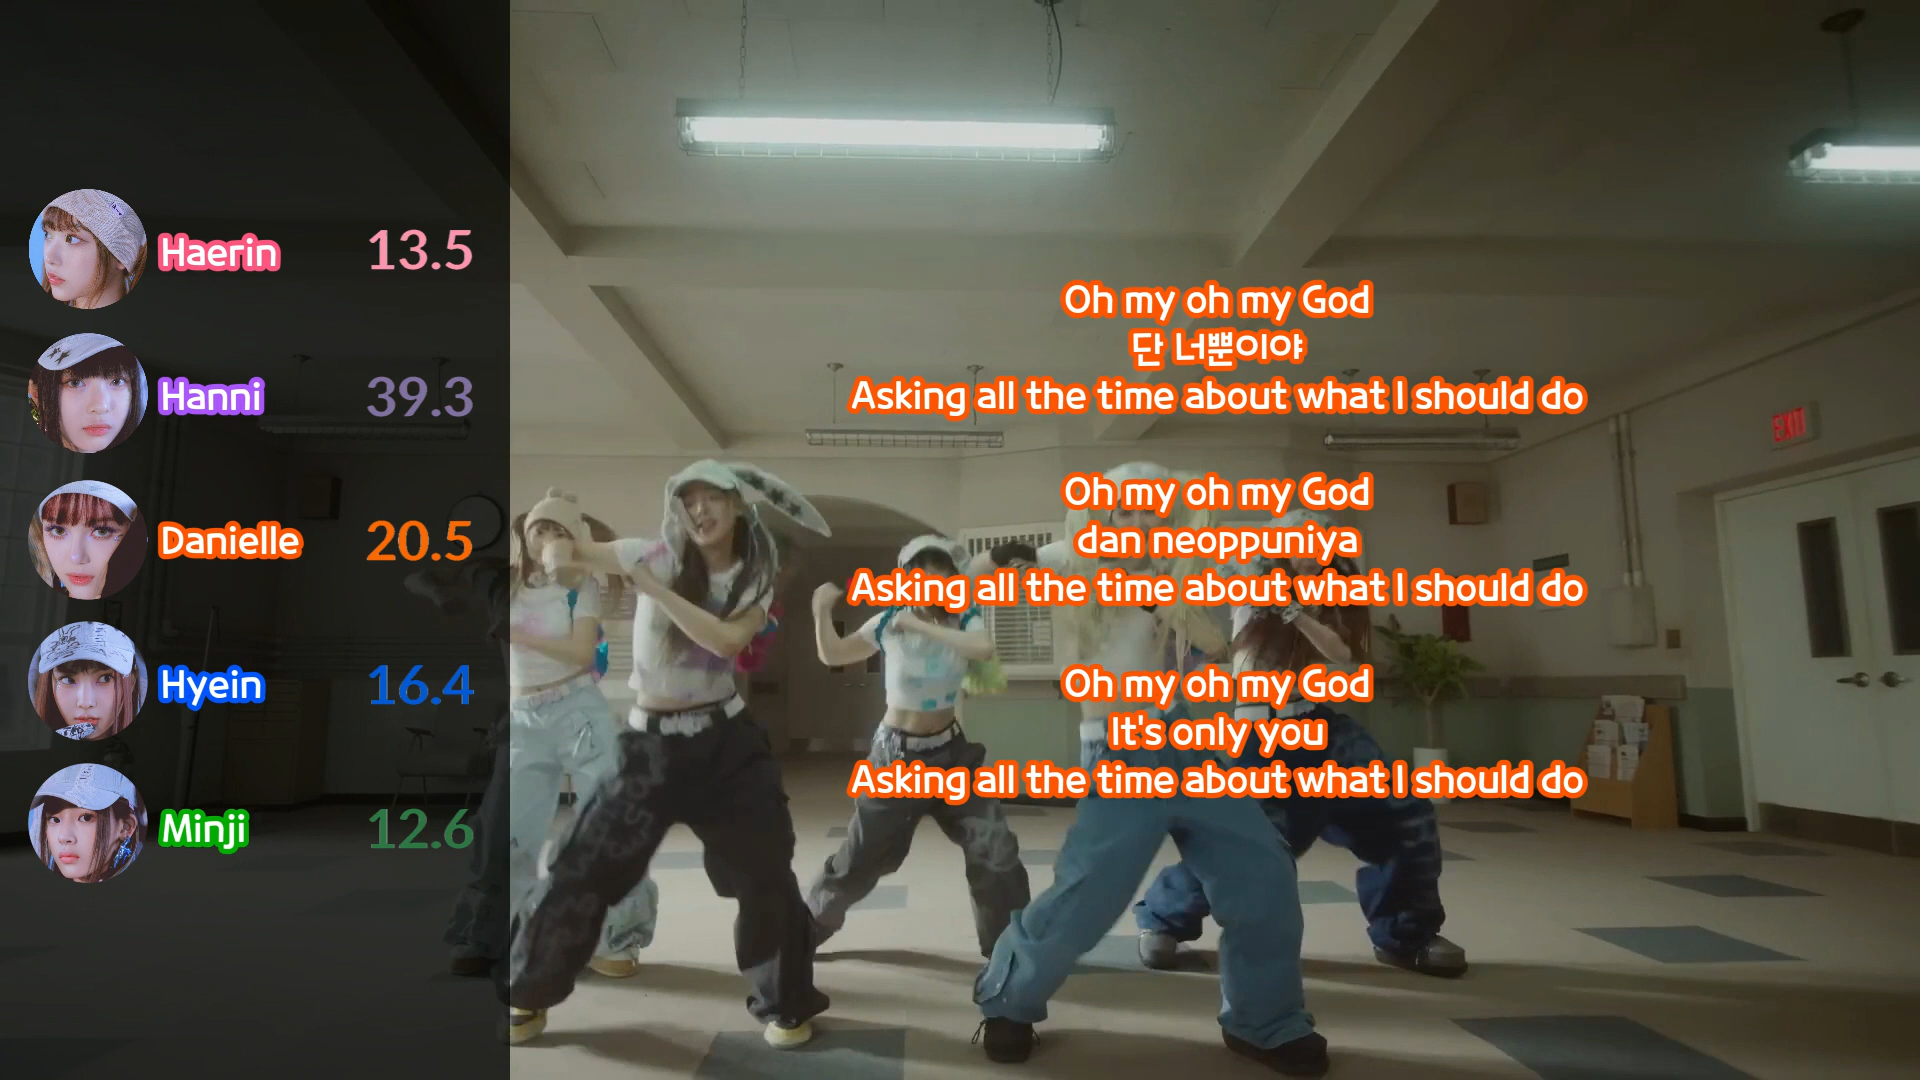 Haerin 13.5
Hanni 39.3
Danielle 20.5
Hyein 16.4
Minji 12.6
Oh my oh my God
단 너뿐이야
Asking all the time about what I should do
Oh my oh my God
dan neoppuniya
Asking all the time about what I should do
Oh my oh my God
It's only you
Asking all the time about what I should do
EXIT